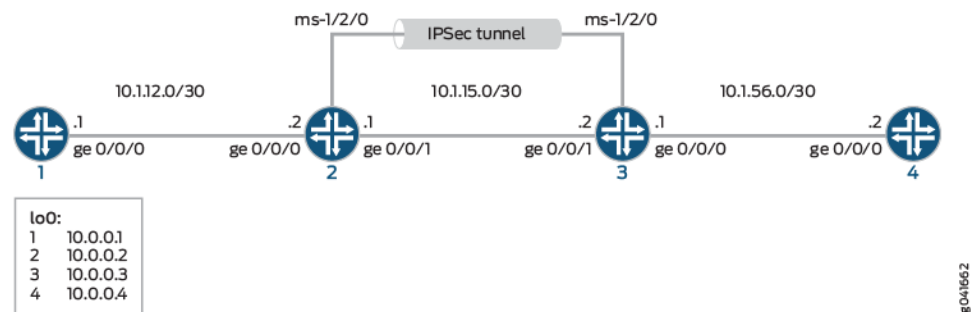 ms-1/2/0 IPSec tunnel ms-1/2/0
10.1.12.0/30 10.1.15.0/30 10.1.56.0/30
.1 .2 .1 .2 .1 .2
ge 0/0/0 ge 0/0/0 ge 0/0/1 ge 0/0/1 ge 0/0/0 ge 0/0/0
1 2 3 4
lo0:
1 10.0.0.1
2 10.0.0.2
3 10.0.0.3
4 10.0.0.4
g041662